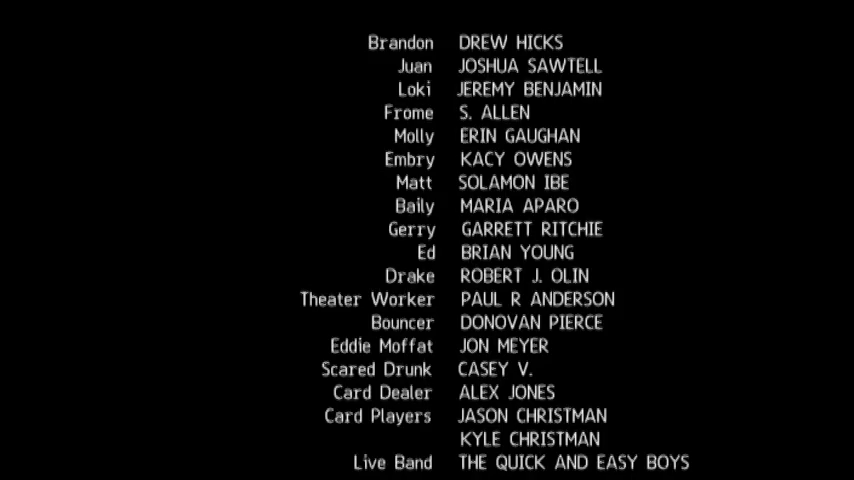 Brandon DREW HICKS
Juan JOSHUA SAWTELL
Loki JEREMY BENJAMIN
Frome S. ALLEN
Molly ERIN GAUGHAN
Embry KACY OWENS
Matt SOLAMON IBE
Baily MARIA APARO
Gerry GARRETT RITCHIE
Ed BRIAN YOUNG
Drake ROBERT J. OLIN
Theater Worker PAUL R ANDERSON
Bouncer DONOVAN PIERCE
Eddie Moffat JON MEYER
Scared Drunk CASEY V.
Card Dealer ALEX JONES
Card Players JASON CHRISTMAN
KYLE CHRISTMAN
Live Band THE QUICK AND EASY BOYS